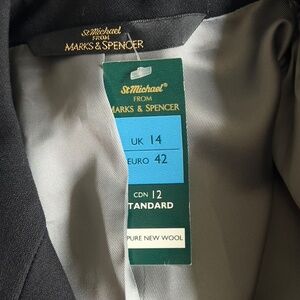 St Michael
FROM
MARKS & SPENCER
St Michael®
FROM
MARKS & SPENCER
UK 14
EURO 42
CDN 12
TANDARD
PURE NEW WOOL